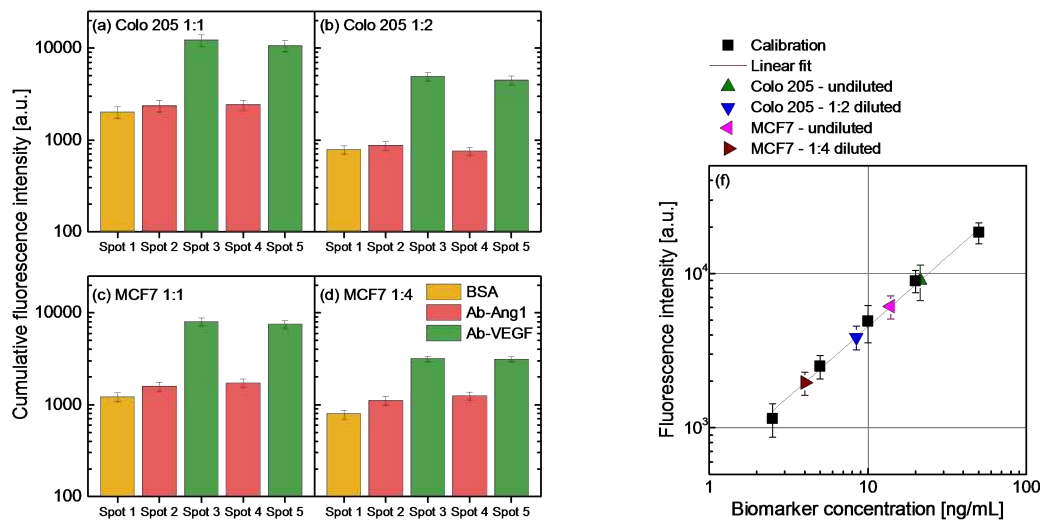 Cumulative fluorescence intensity [a.u.]
(a) Colo 205 1:1
(b) Colo 205 1:2
10000
1000
100
Spot 1 Spot 2 Spot 3 Spot 4 Spot 5
Spot 1 Spot 2 Spot 3 Spot 4 Spot 5
(c) MCF7 1:1
(d) MCF7 1:4
BSA
Ab-Ang1
Ab-VEGF
10000
1000
100
Spot 1 Spot 2 Spot 3 Spot 4 Spot 5
Spot 1 Spot 2 Spot 3 Spot 4 Spot 5
Calibration
Linear fit
Colo 205 - undiluted
Colo 205 - 1:2 diluted
MCF7 - undiluted
MCF7 - 1:4 diluted
(f)
Fluorescence intensity [a.u.]
10⁴
10³
1 10 100
Biomarker concentration [ng/mL]